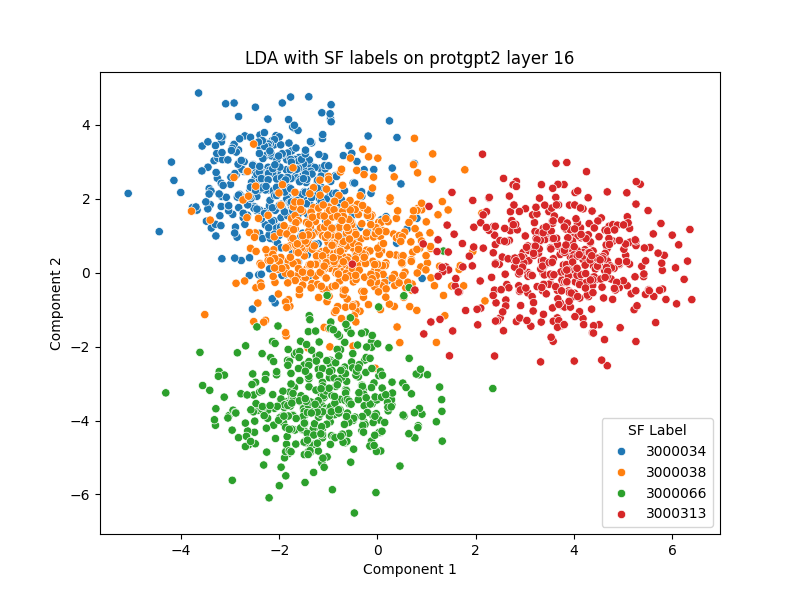 LDA with SF labels on protgpt2 layer 16
Component 2
4
2
0
−2
−4
−6
SF Label
3000034
3000038
3000066
3000313
−4 −2 0 2 4 6
Component 1